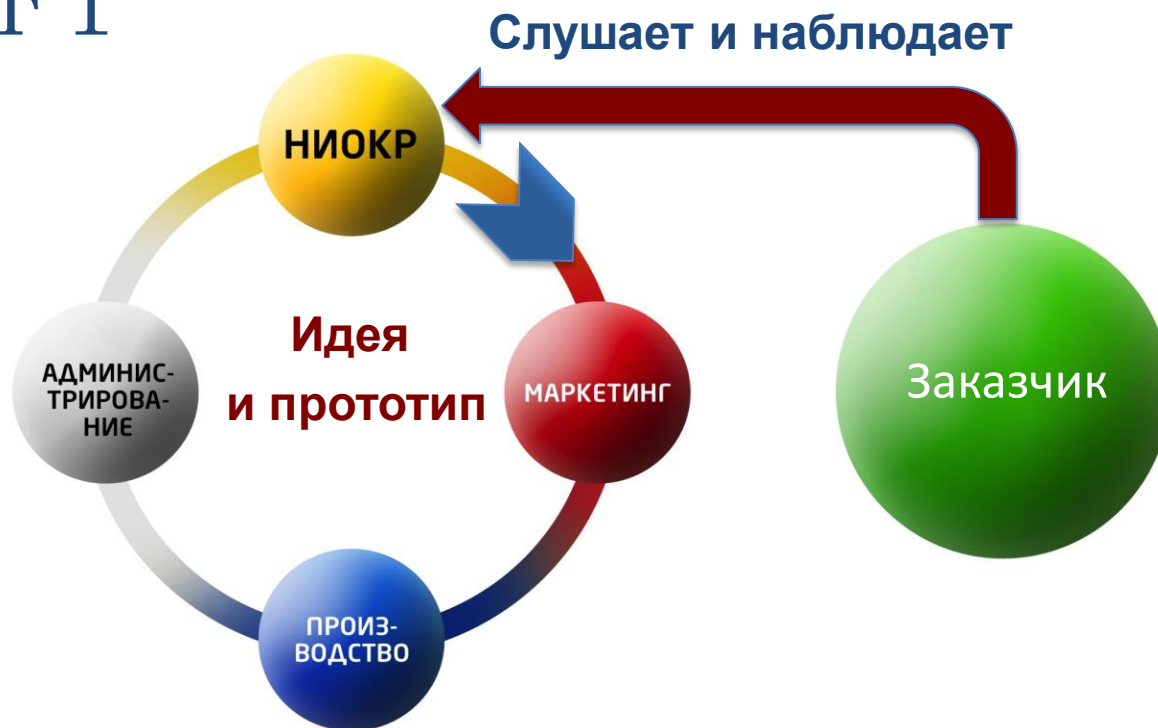 Слушает и наблюдает
НИОКР
Идея
и прототип
АДМИНИС-
ТРИРОВА-
НИЕ
МАРКЕТИНГ
Заказчик
ПРОИЗ-
ВОДСТВО